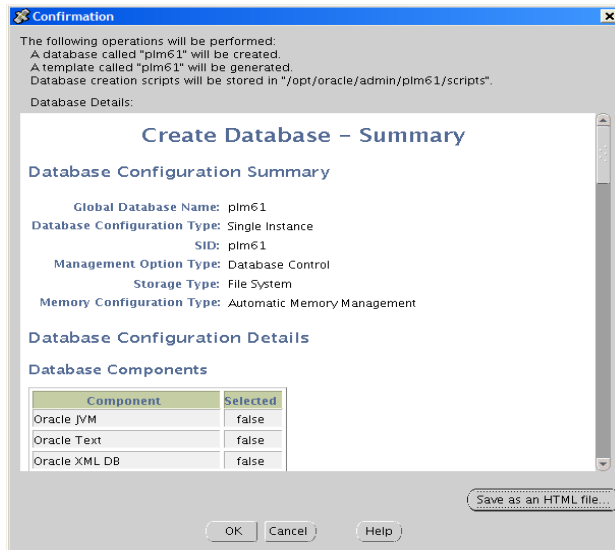 Confirmation
The following operations will be performed:
A database called "plm61" will be created.
A template called "plm61" will be generated.
Database creation scripts will be stored in "/opt/oracle/admin/plm61/scripts".
Database Details:
Create Database - Summary
Database Configuration Summary
Global Database Name: plm61
Database Configuration Type: Single Instance
SID: plm61
Management Option Type: Database Control
Storage Type: File System
Memory Configuration Type: Automatic Memory Management
Database Configuration Details
Database Components
Component Selected
Oracle JVM false
Oracle Text false
Oracle XML DB false
Save as an HTML file...
OK Cancel Help